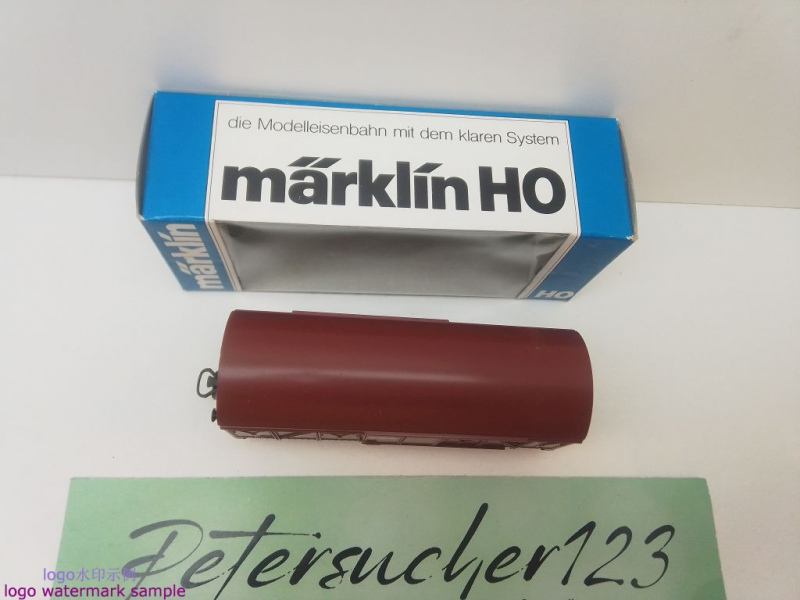 die Modelleisenbahn mit dem klaren System
märklin HO
märklin
HO
Petersucher123
logo水印示例
logo watermark sample